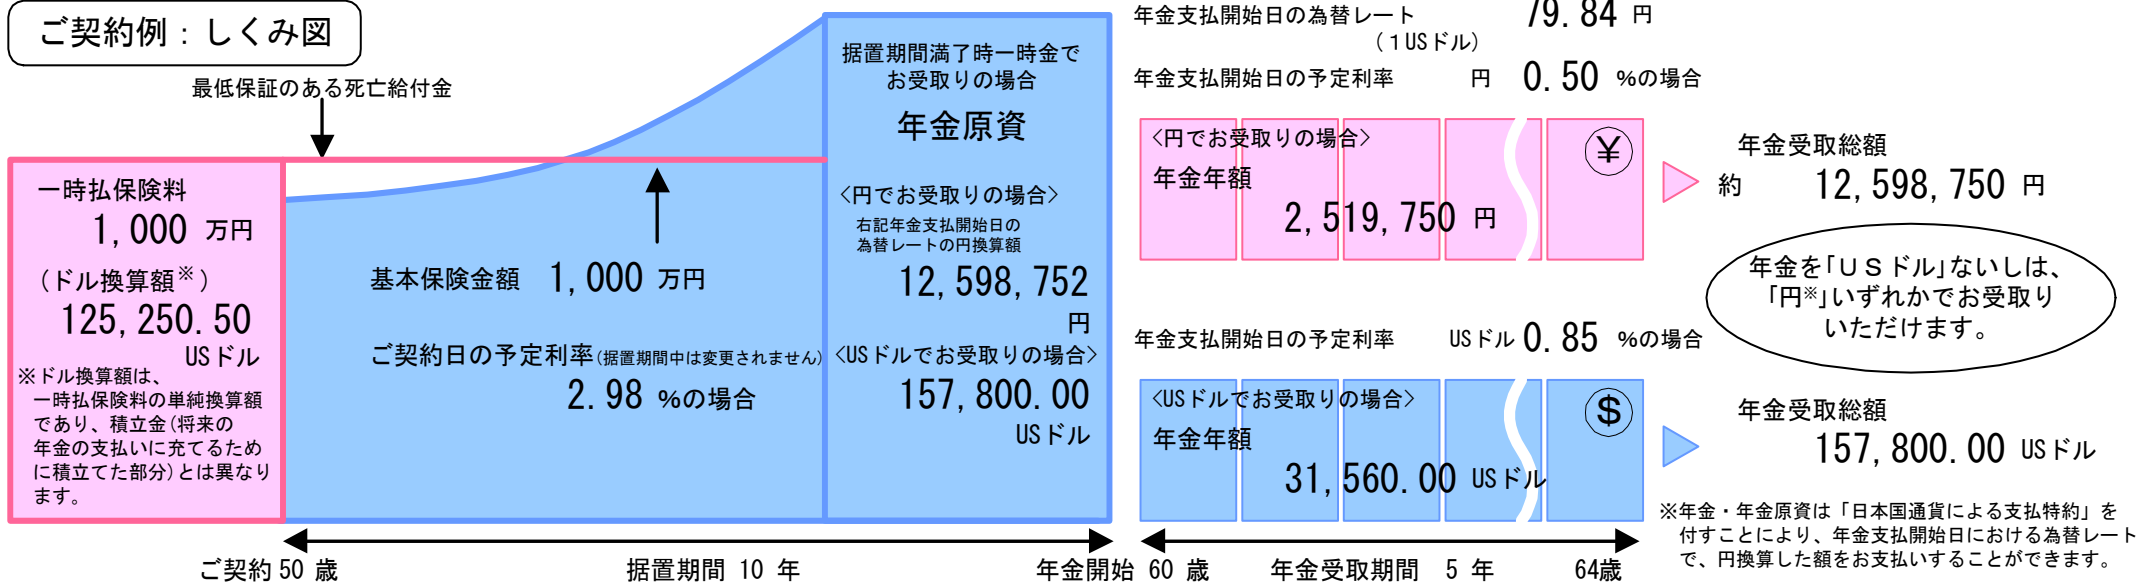 ご契約例：しくみ図
最低保証のある死亡給付金
一時払保険料
1,000 万円
（ドル換算額※）
125,250.50
USドル
※ドル換算額は、
一時払保険料の単純換算額
であり、積立金(将来の
年金の支払いに充てるため
に積立てた部分)とは異なり
ます。
基本保険金額 1,000 万円
ご契約日の予定利率(据置期間中は変更されません)
2.98 %の場合
据置期間満了時一時金で
お受取りの場合
年金原資
〈円でお受取りの場合〉
右記年金支払開始日の
為替レートの円換算額
12,598,752
円
〈USドルでお受取りの場合〉
157,800.00
USドル
年金支払開始日の為替レート 79.84 円
（１USドル）
年金支払開始日の予定利率 円 0.50 %の場合
〈円でお受取りの場合〉
¥
年金年額
2,519,750 円
年金受取総額
約 12,598,750 円
年金を｢ＵＳドル｣ないしは、
｢円※｣いずれかでお受取り
いただけます。
年金支払開始日の予定利率 USドル 0.85 %の場合
〈USドルでお受取りの場合〉
$
年金年額
31,560.00 USドル
年金受取総額
157,800.00 USドル
※年金・年金原資は「日本国通貨による支払特約」を
付すことにより、年金支払開始日における為替レート
で、円換算した額をお支払いすることができます。
ご契約 50 歳
据置期間 10 年
年金開始 60 歳
年金受取期間 5 年
64歳